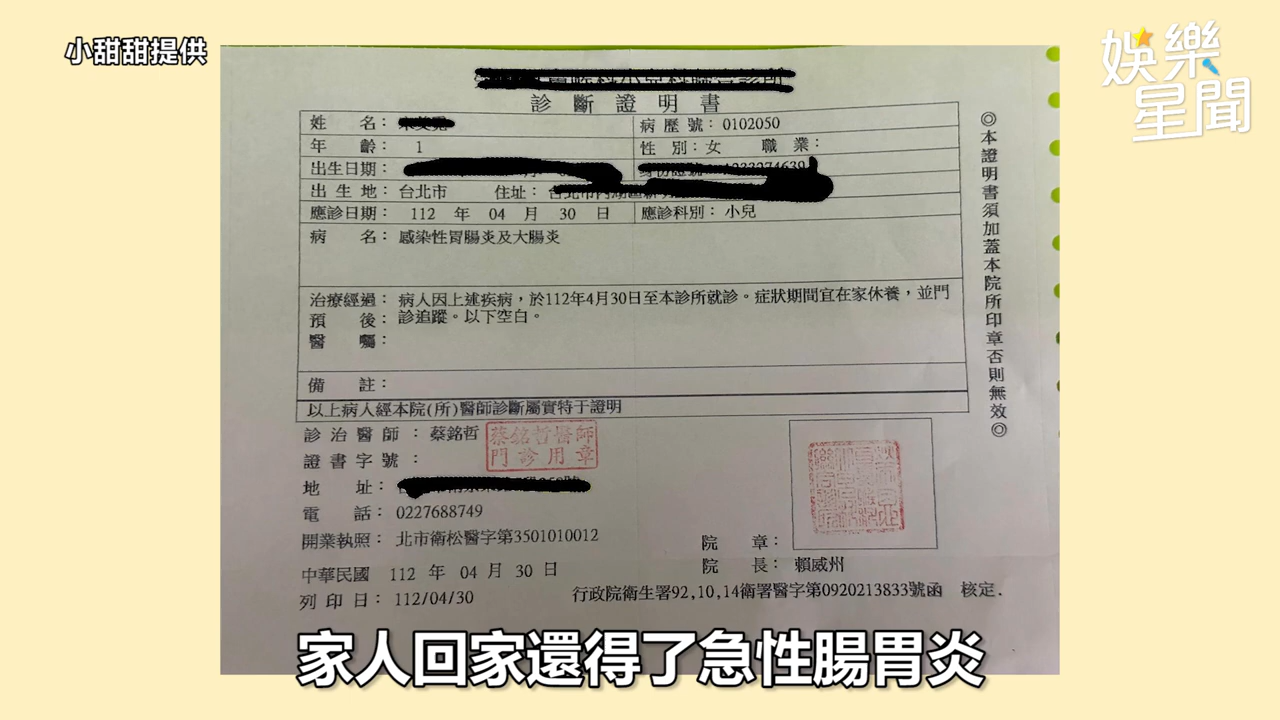 小甜甜提供
娛樂星聞
診斷證明書
姓名：
病歷號：0102050
年齡：1
性別：女 職業：
出生日期：
出生地：台北市 住址：
應診日期：112 年 04 月 30 日
應診科別：小兒
病名：感染性胃腸炎及大腸炎
治療經過：病人因上述疾病，於112年4月30日至本診所就診。症狀期間宜在家休養，並門
預後：診追蹤。以下空白。
醫囑：
備註：
以上病人經本院(所)醫師診斷屬實特于證明
診治醫師：蔡銘哲
蔡銘哲醫師
門診用章
證書字號：
地址：
電話：0227688749
開業執照：北市衛松醫字第3501010012
院章：
院長：賴威州
中華民國 112 年 04 月 30 日
列印日：112/04/30
行政院衛生署92,10,14衛署醫字第0920213833號函 核定.
◎本證明書須加蓋本院所印章否則無效◎
家人回家還得了急性腸胃炎